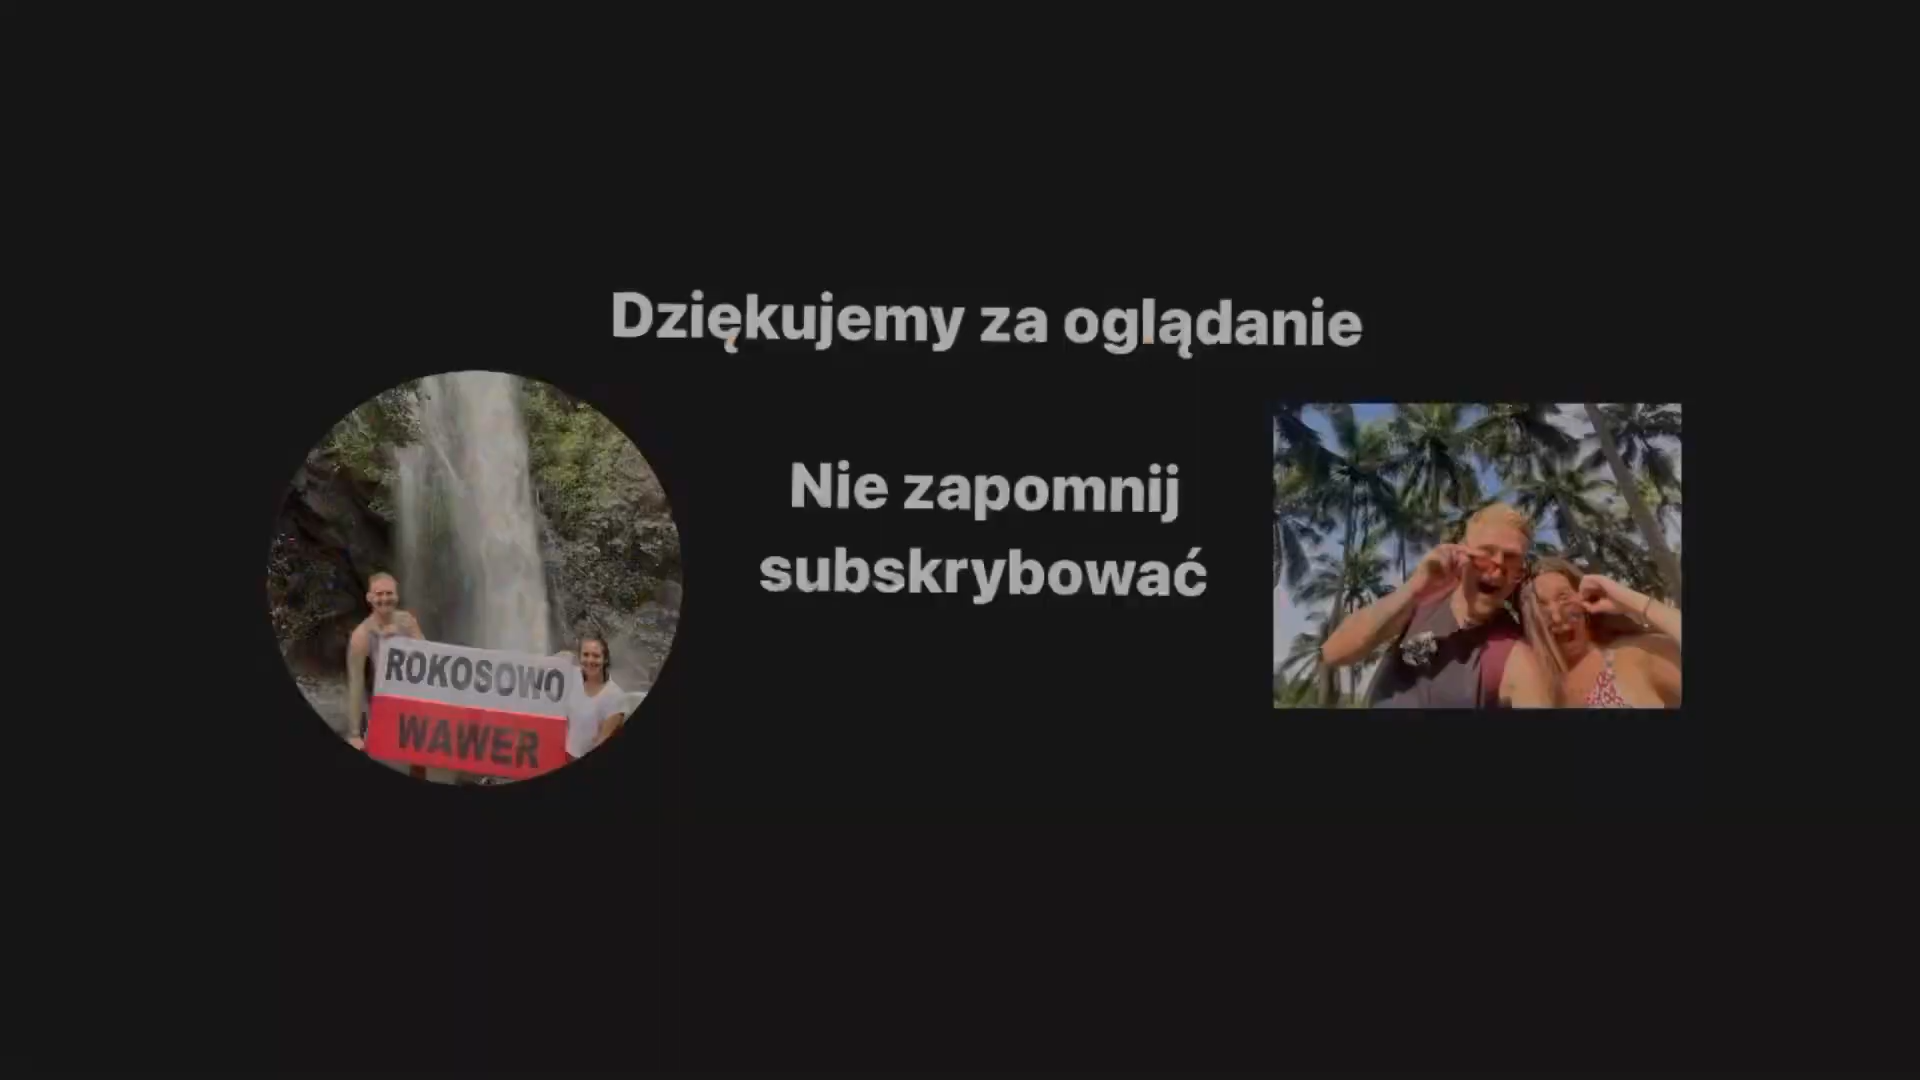 Dziękujemy za oglądanie
Nie zapomnij
subskrybować
ROKOSOWO
WAWER